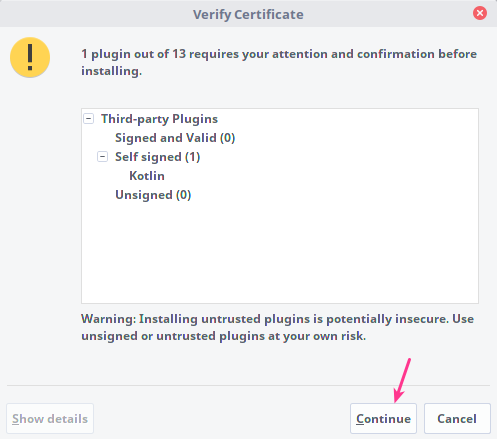 Verify Certificate
1 plugin out of 13 requires your attention and confirmation before
installing.
Third-party Plugins
Signed and Valid (0)
Self signed (1)
Kotlin
Unsigned (0)
Warning: Installing untrusted plugins is potentially insecure. Use
unsigned or untrusted plugins at your own risk.
Show details
Continue
Cancel